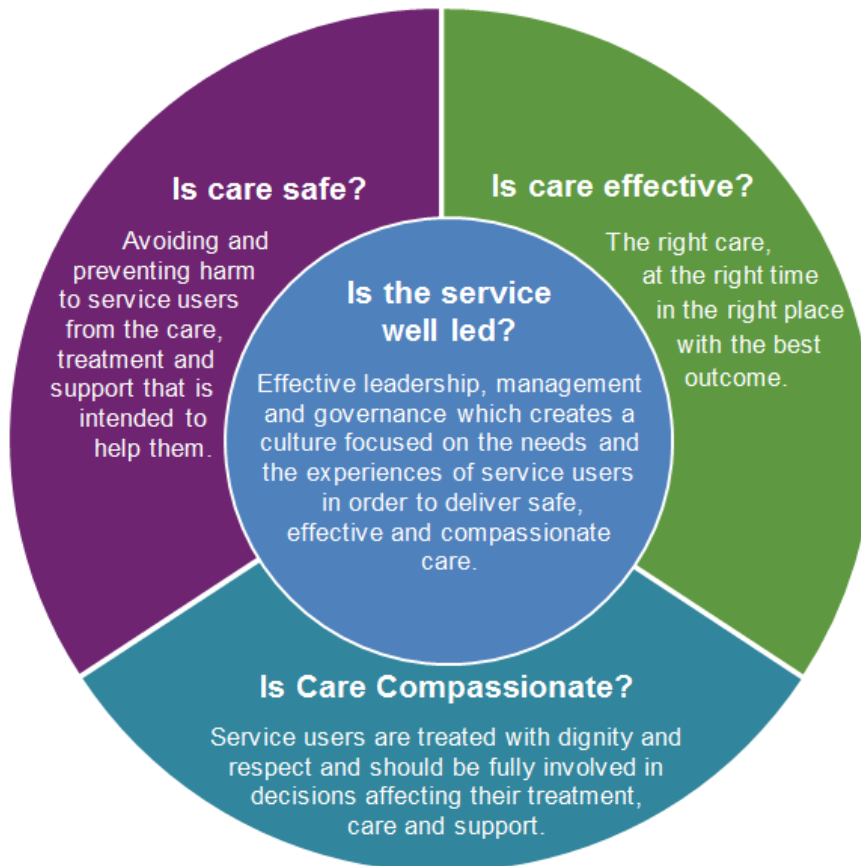 Is care safe?
Avoiding and
preventing harm
to service users
from the care,
treatment and
support that is
intended to
help them.
Is care effective?
The right care,
at the right time
in the right place
with the best
outcome.
Is the service
well led?
Effective leadership, management
and governance which creates a
culture focused on the needs and
the experiences of service users
in order to deliver safe,
effective and compassionate
care.
Is Care Compassionate?
Service users are treated with dignity and
respect and should be fully involved in
decisions affecting their treatment,
care and support.